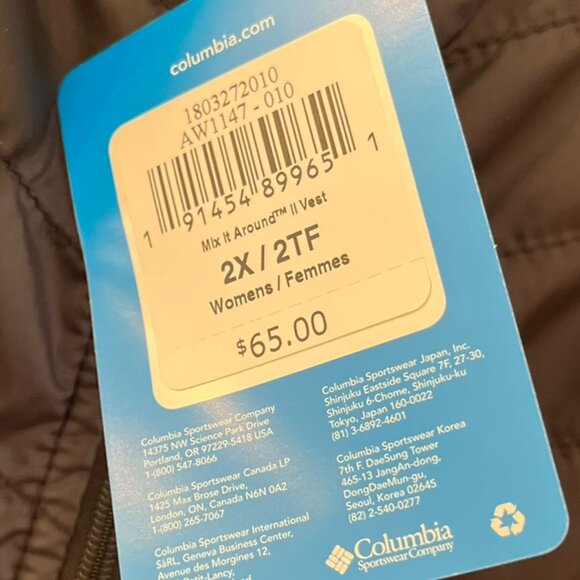 columbia.com
1803272010
AW1147 - 010
1 91454 89965 1
Mix It Around™ II Vest
2X / 2TF
Womens / Femmes
$65.00
Columbia Sportswear Company
14375 NW Science Park Drive
Portland, OR 97229-5418 USA
1-(800) 547-8066
Columbia Sportswear Canada LP
1425 Max Brose Drive,
London, ON, Canada N6N 0A2
1-(800) 265-7067
Columbia Sportswear International
SàRL, Geneva Business Center,
Avenue des Morgines 12,
Petit-Lancy,
Columbia Sportswear Japan, Inc.
Shinjuku Eastside Square 7F, 27-30,
Shinjuku 6-Chome, Shinjuku-ku
Tokyo, Japan 160-0022
(81) 3-6892-4601
Columbia Sportswear Korea
7th F. DaeSung Tower
465-13 JangAn-dong,
DongDaeMun-gu,
Seoul, Korea 02645
(82) 2-540-0277
Columbia
Sportswear Company